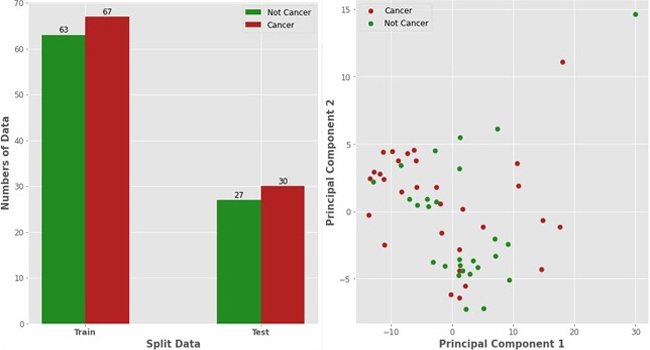 Numbers of Data
70
60
50
40
30
20
10
0
63
67
27
30
Not Cancer
Cancer
Train
Test
Split Data
Principal Component 2
15
10
5
0
−5
Cancer
Not Cancer
−10
0
10
20
30
Principal Component 1